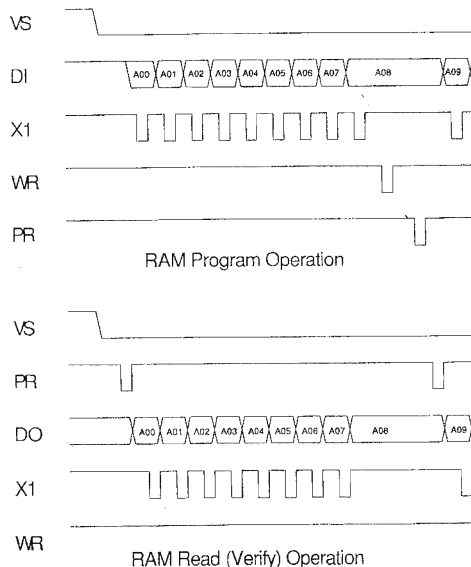 VS
DI A00 A01 A02 A03 A04 A05 A06 A07 A08 A09
X1
WR
PR
RAM Program Operation
VS
PR
DO A00 A01 A02 A03 A04 A05 A06 A07 A08 A09
X1
WR
RAM Read (Verify) Operation